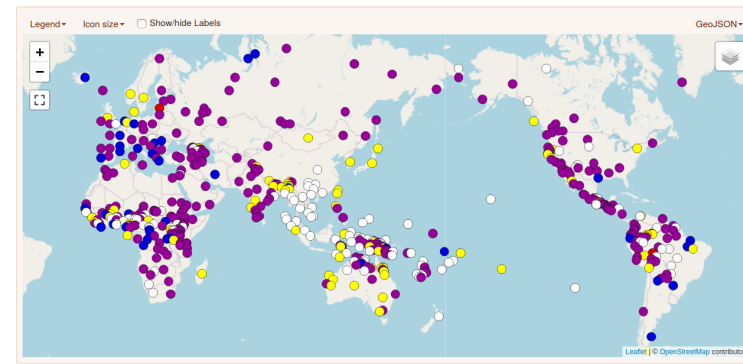 Legend Icon size Show/hide Labels GeoJSON
+
−
Leaflet | © OpenStreetMap contributo